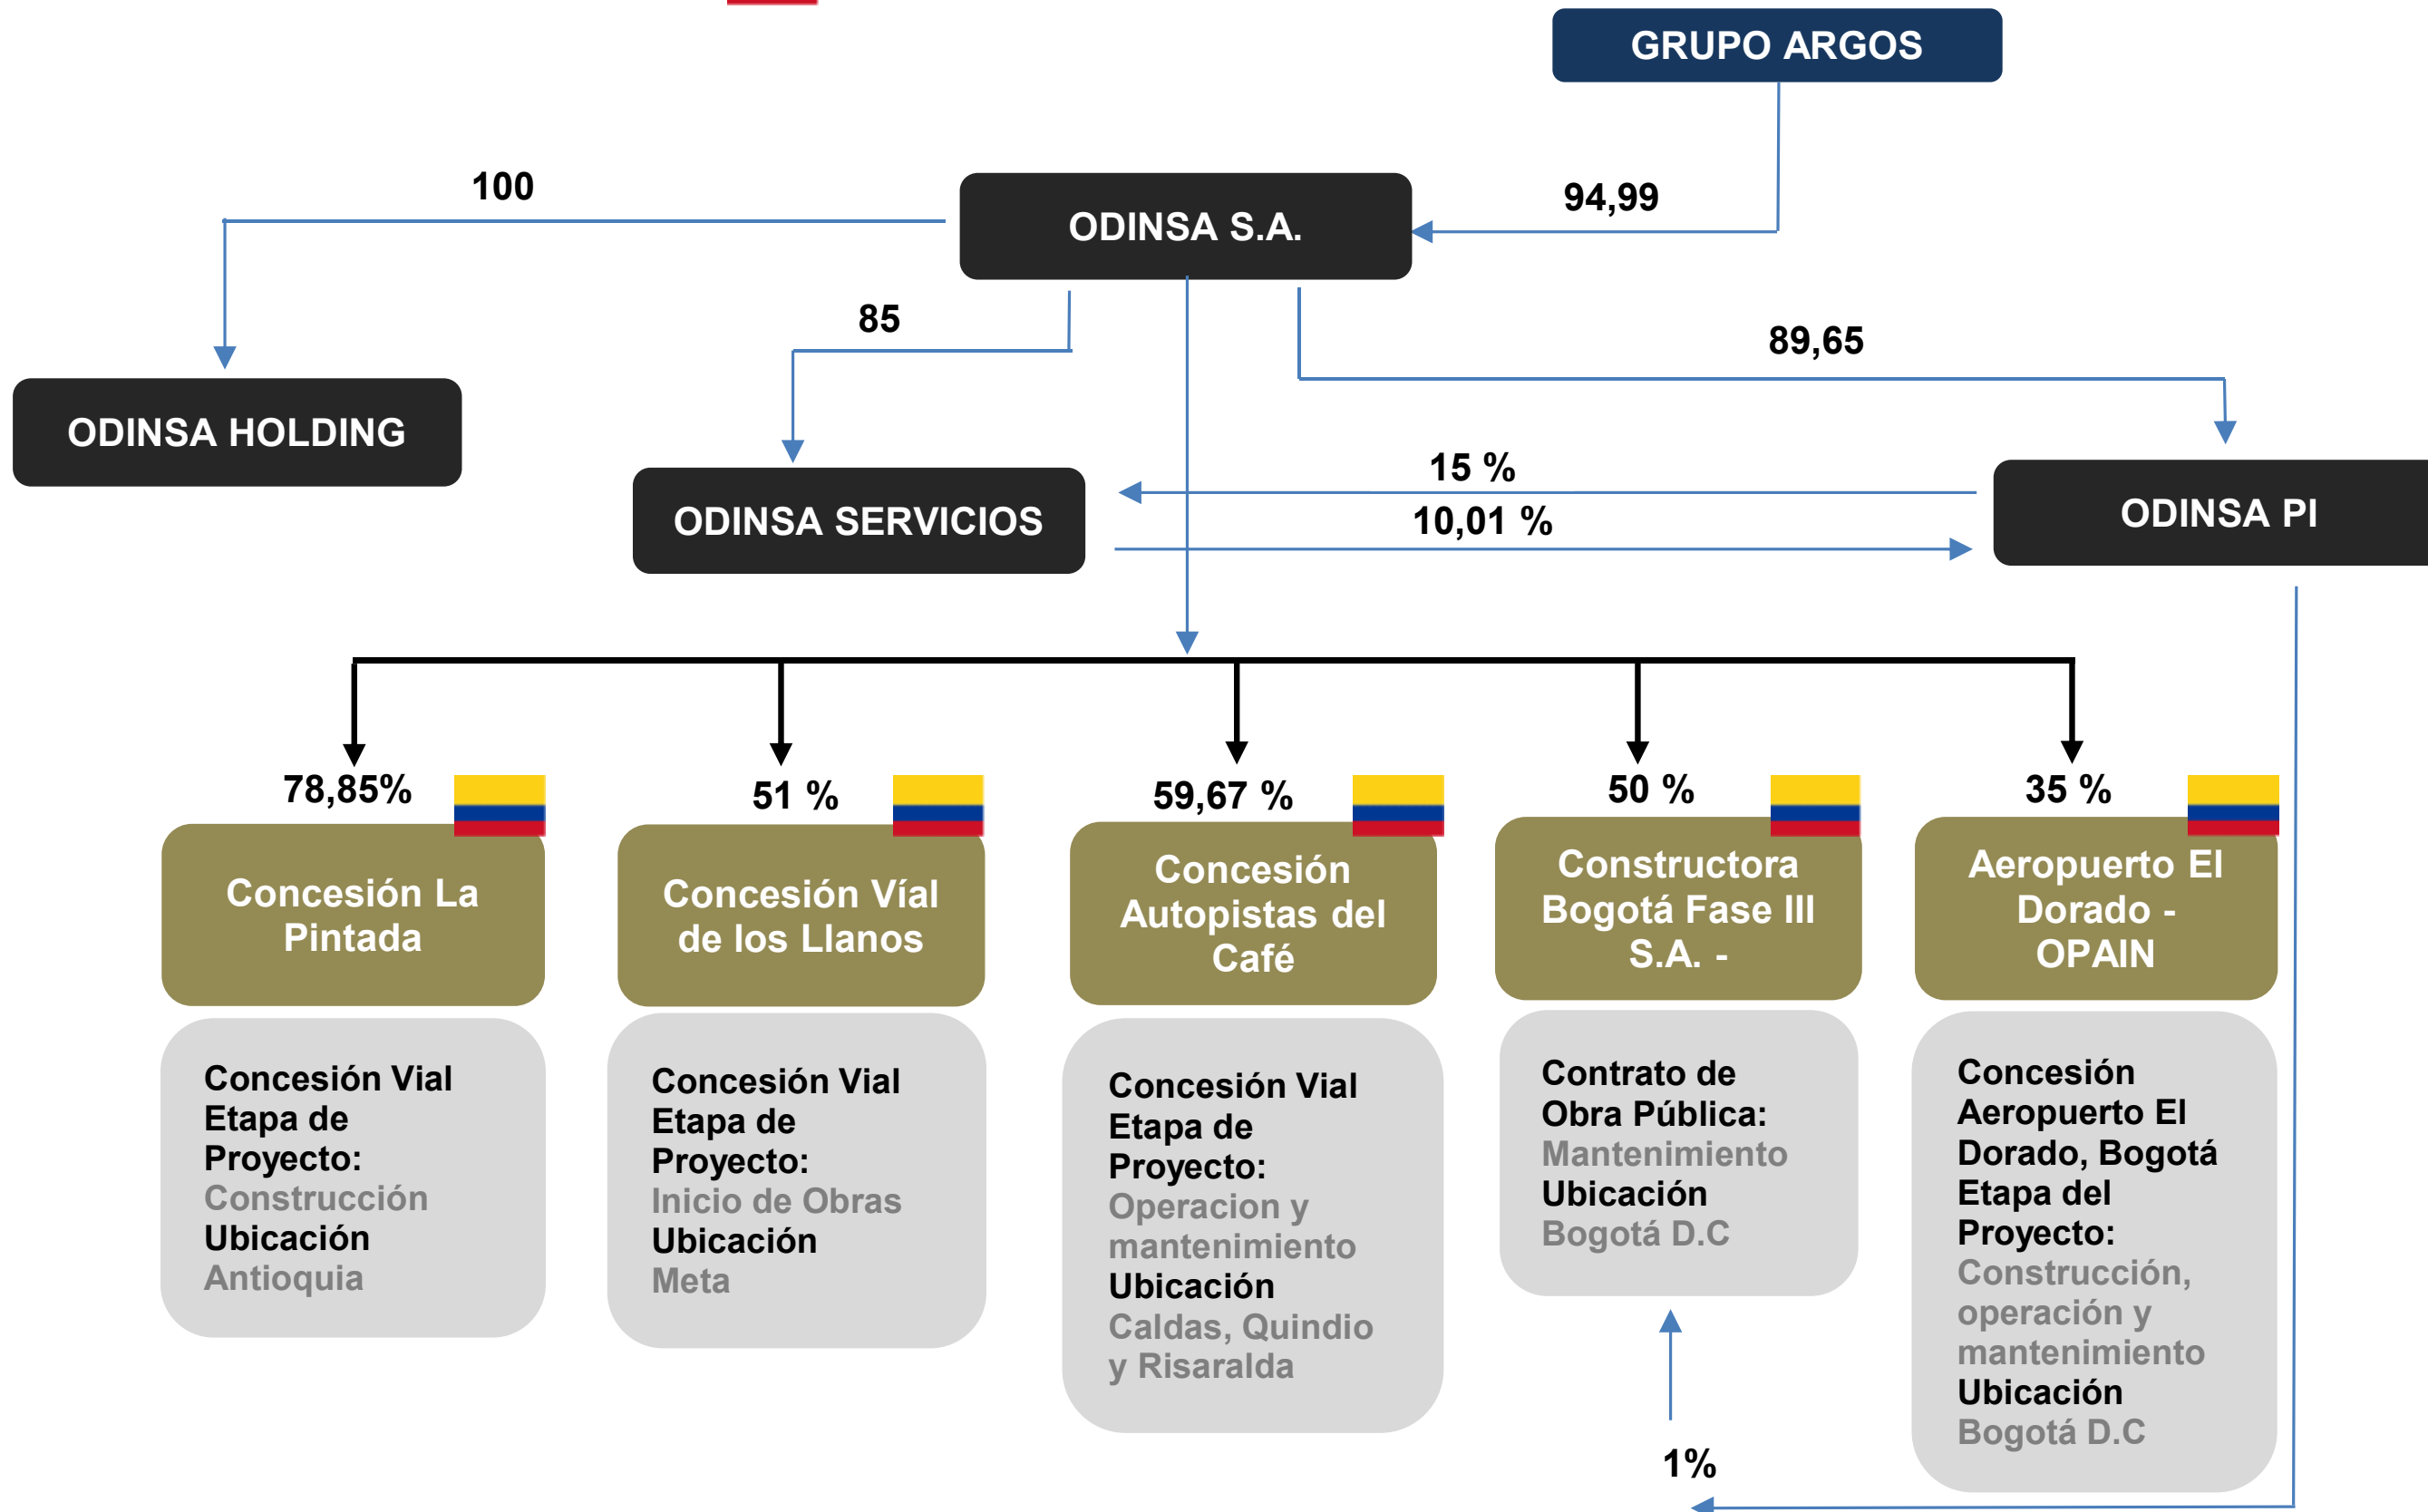 GRUPO ARGOS
100
94,99
ODINSA S.A.
85
89,65
ODINSA HOLDING
15 %
ODINSA SERVICIOS
10,01 %
ODINSA PI
78,85%
51 %
59,67 %
50 %
35 %
Concesión La
Pintada
Concesión Víal
de los Llanos
Concesión
Autopistas del
Café
Constructora
Bogotá Fase III
S.A. -
Aeropuerto El
Dorado -
OPAIN
Concesión Vial
Etapa de
Proyecto:
Construcción
Ubicación
Antioquia
Concesión Vial
Etapa de
Proyecto:
Inicio de Obras
Ubicación
Meta
Concesión Vial
Etapa de
Proyecto:
Operacion y
mantenimiento
Ubicación
Caldas, Quindio
y Risaralda
Contrato de
Obra Pública:
Mantenimiento
Ubicación
Bogotá D.C
Concesión
Aeropuerto El
Dorado, Bogotá
Etapa del
Proyecto:
Construcción,
operación y
mantenimiento
Ubicación
Bogotá D.C
1%